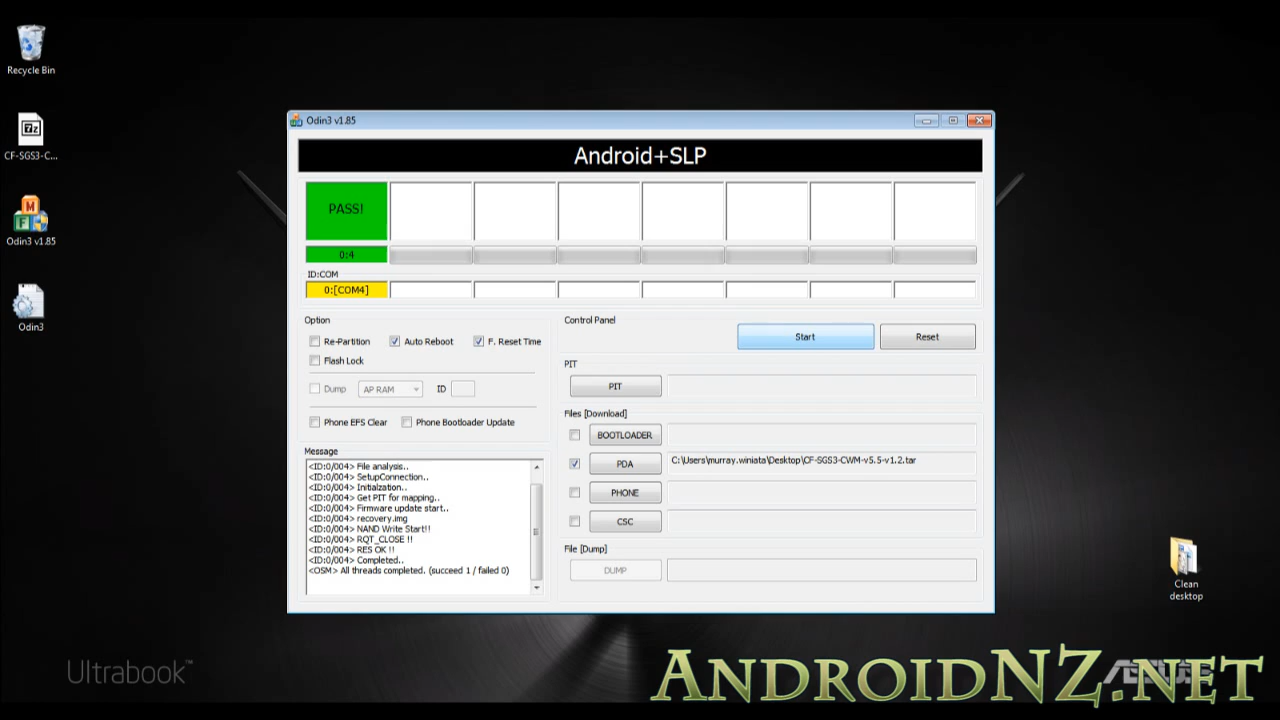 Recycle Bin
CF-SGS3-C...
Odin3 v1.85
Odin3
Odin3 v1.85
Android+SLP
PASS!
0:4
ID:COM
0:[COM4]
Option
Re-Partition
Auto Reboot
F. Reset Time
Flash Lock
Dump
AP RAM
ID
Phone EFS Clear
Phone Bootloader Update
Message
<ID:0/004> File analysis..
<ID:0/004> SetupConnection..
<ID:0/004> Initialzation..
<ID:0/004> Get PIT for mapping..
<ID:0/004> Firmware update start..
<ID:0/004> recovery.img
<ID:0/004> NAND Write Start!!
<ID:0/004> RQT_CLOSE !!
<ID:0/004> RES OK !!
<ID:0/004> Completed..
<OSM> All threads completed. (succeed 1 / failed 0)
Control Panel
Start
Reset
PIT
PIT
Files [Download]
BOOTLOADER
PDA
C:\Users\murray.winiata\Desktop\CF-SGS3-CWM-v5.5-v1.2.tar
PHONE
CSC
File [Dump]
DUMP
Clean
desktop
Ultrabook™
AndroidNZ.net